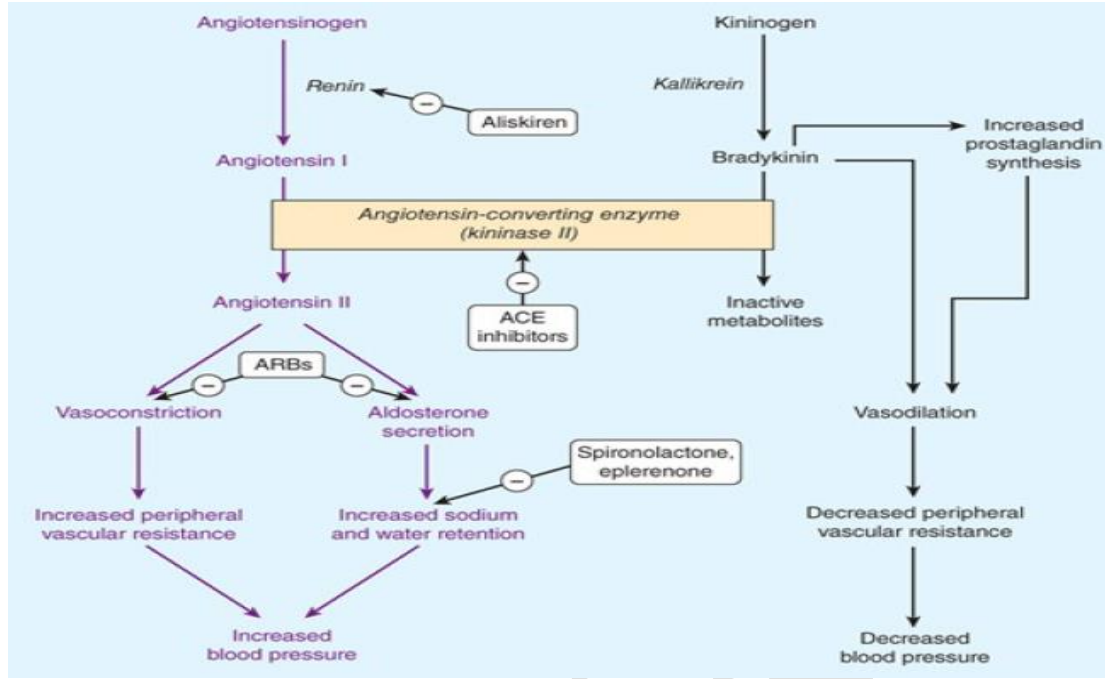 Angiotensinogen
Kininogen
Renin
Kallikrein
Aliskiren
Increased
prostaglandin
synthesis
Angiotensin I
Bradykinin
Angiotensin-converting enzyme
(kininase II)
Angiotensin II
ACE
inhibitors
Inactive
metabolites
ARBs
Vasoconstriction
Aldosterone
secretion
Vasodilation
Spironolactone,
eplerenone
Increased peripheral
vascular resistance
Increased sodium
and water retention
Decreased peripheral
vascular resistance
Increased
blood pressure
Decreased
blood pressure